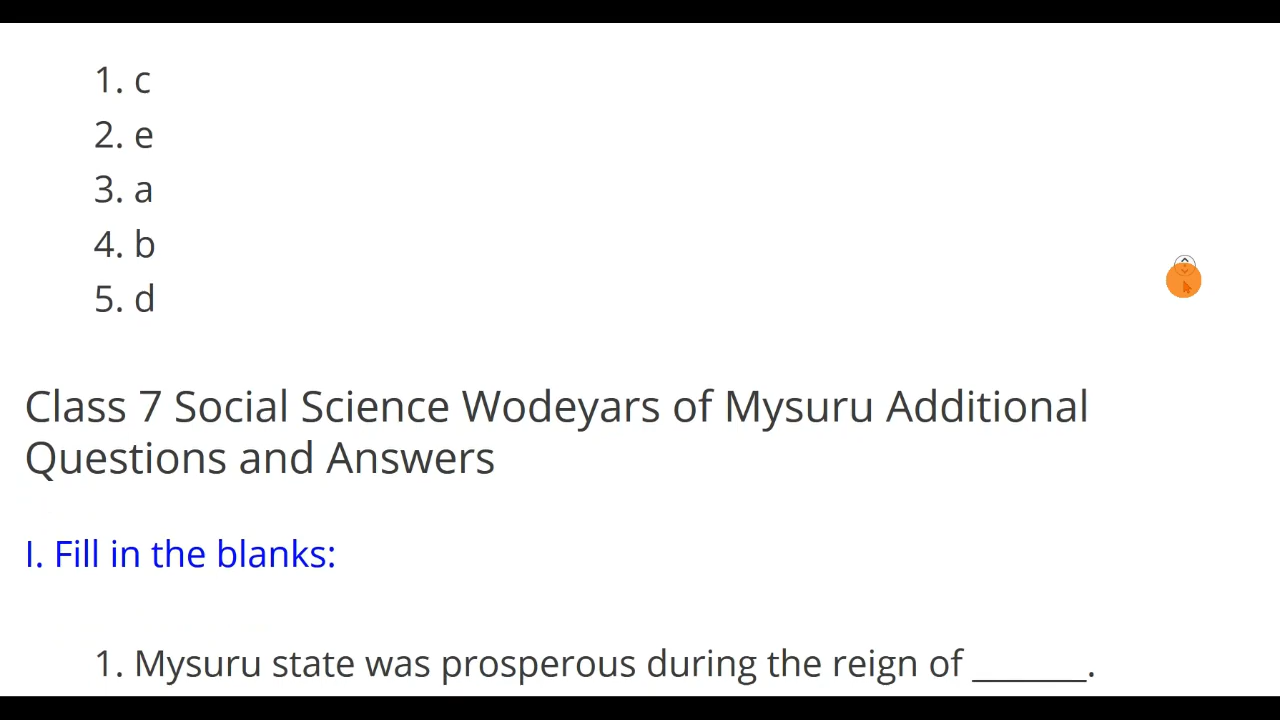 1. c
2. e
3. a
4. b
5. d
Class 7 Social Science Wodeyars of Mysuru Additional
Questions and Answers
I. Fill in the blanks:
1. Mysuru state was prosperous during the reign of ______.